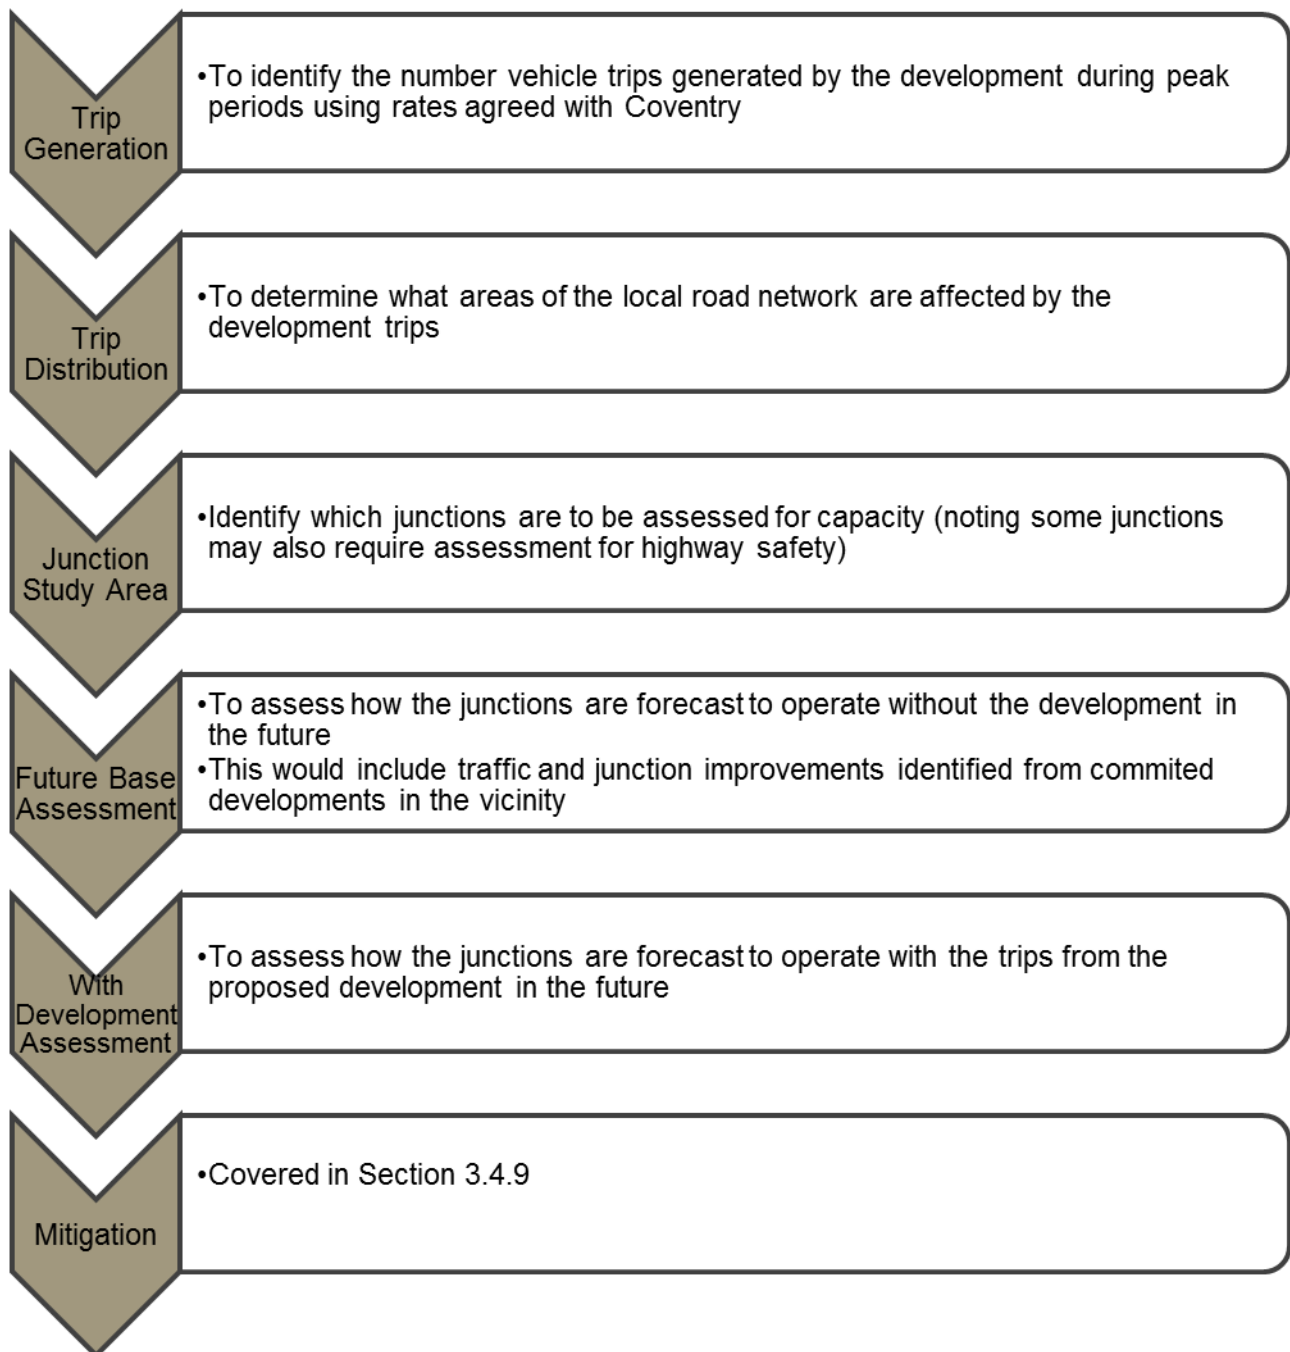 Trip
Generation
•To identify the number vehicle trips generated by the development during peak
periods using rates agreed with Coventry
Trip
Distribution
•To determine what areas of the local road network are affected by the
development trips
Junction
Study Area
•Identify which junctions are to be assessed for capacity (noting some junctions
may also require assessment for highway safety)
Future Base
Assessment
•To assess how the junctions are forecast to operate without the development in
the future
•This would include traffic and junction improvements identified from commited
developments in the vicinity
With
Development
Assessment
•To assess how the junctions are forecast to operate with the trips from the
proposed development in the future
Mitigation
•Covered in Section 3.4.9